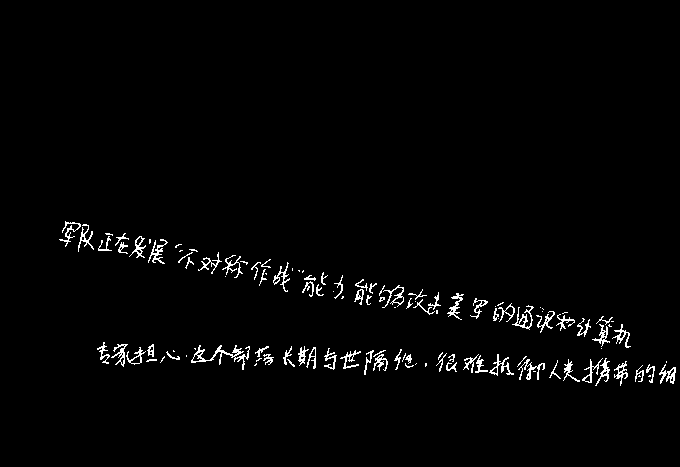 军队正在发展“不对称作战”能力,能够攻击美军的通讯和计算机
专家担心,这个部落长期与世隔绝,很难抵御人类携带的细